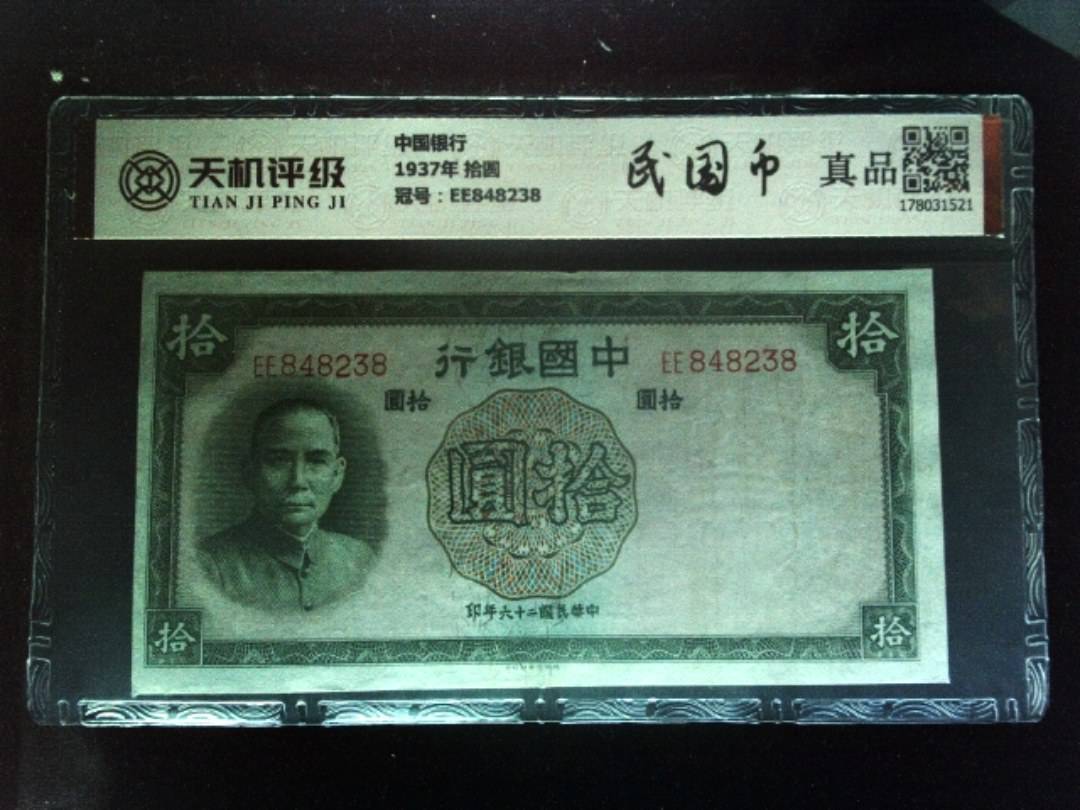 天机评级
TIAN JI PING JI
中国银行
1937年 拾圆
冠号：EE848238
民国币
真品
178031521
拾
拾
EE848238
行銀國中
EE848238
圓拾
圓拾
圓拾
印年六十二國民華中
拾
拾